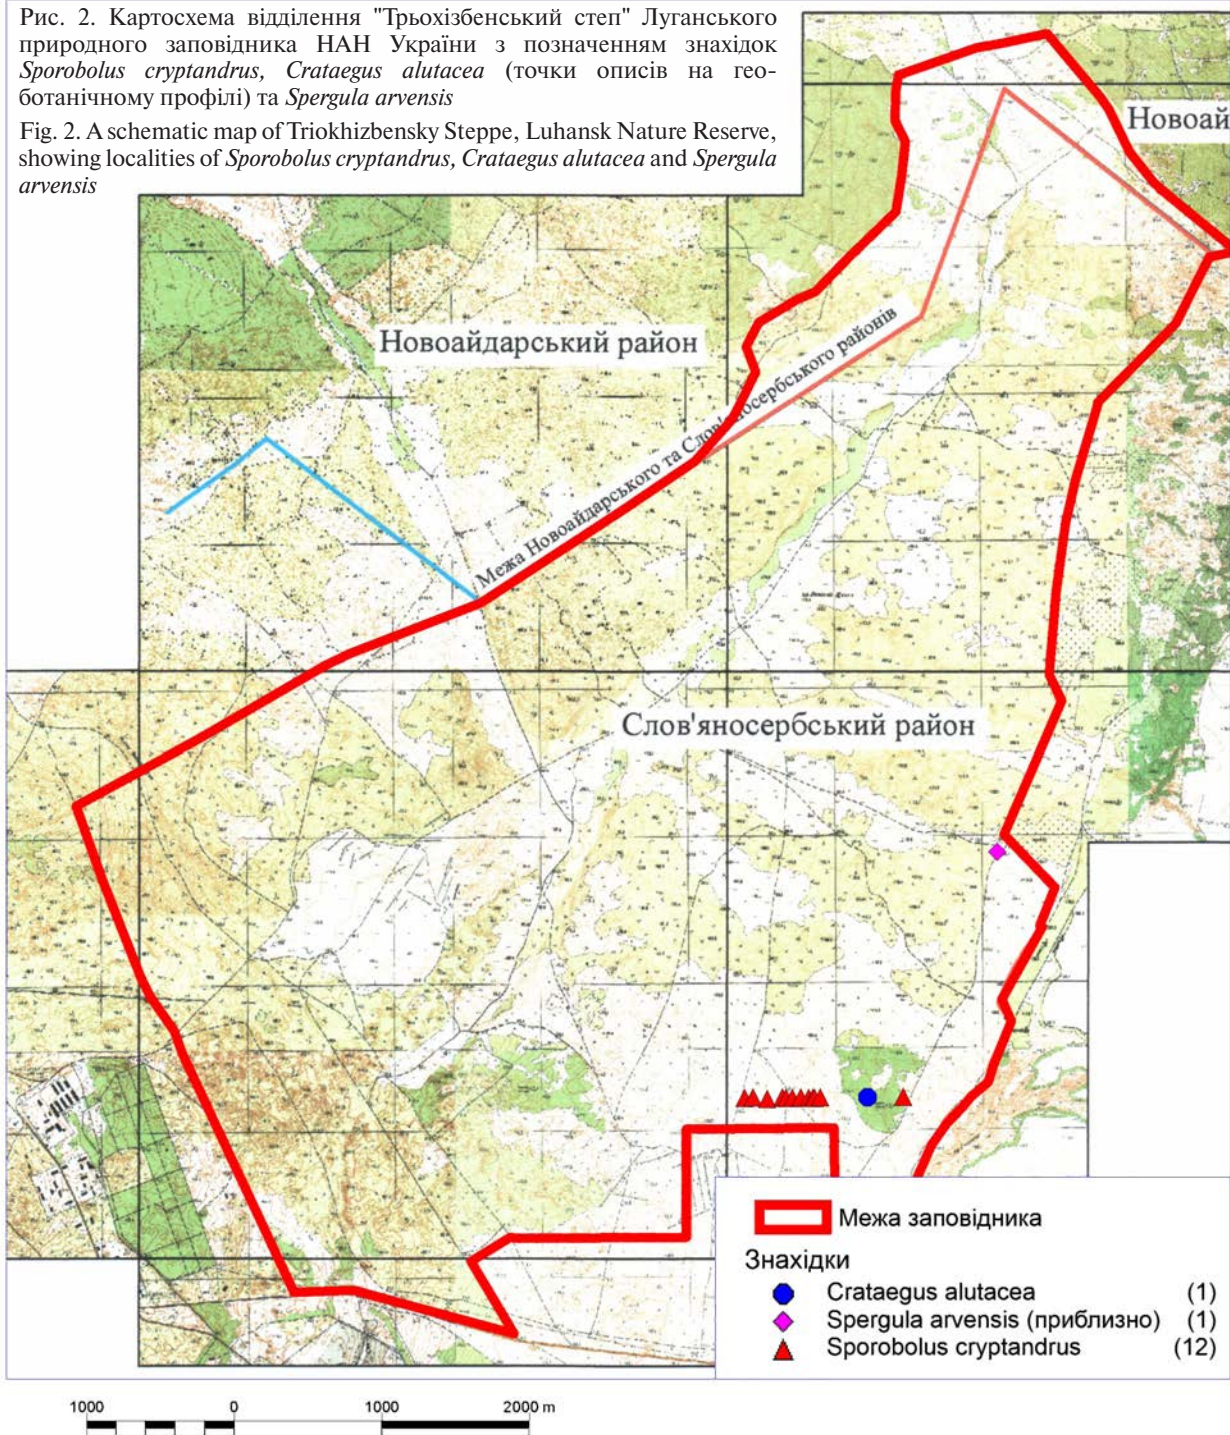 Рис. 2. Картосхема відділення "Трьохізбенський степ" Луганського
природного заповідника НАН України з позначенням знахідок
Sporobolus cryptandrus, Crataegus alutacea (точки описів на гео-
ботанічному профілі) та Spergula arvensis
Fig. 2. A schematic map of Triokhizbensky Steppe, Luhansk Nature Reserve,
showing localities of Sporobolus cryptandrus, Crataegus alutacea and Spergula
arvensis
Новоай
Новоайдарський район
Межа Новоайдарського та Слов'яносербського районів
Слов'яносербський район
Межа заповідника
Знахідки
Crataegus alutacea (1)
Spergula arvensis (приблизно) (1)
Sporobolus cryptandrus (12)
1000 0 1000 2000 m